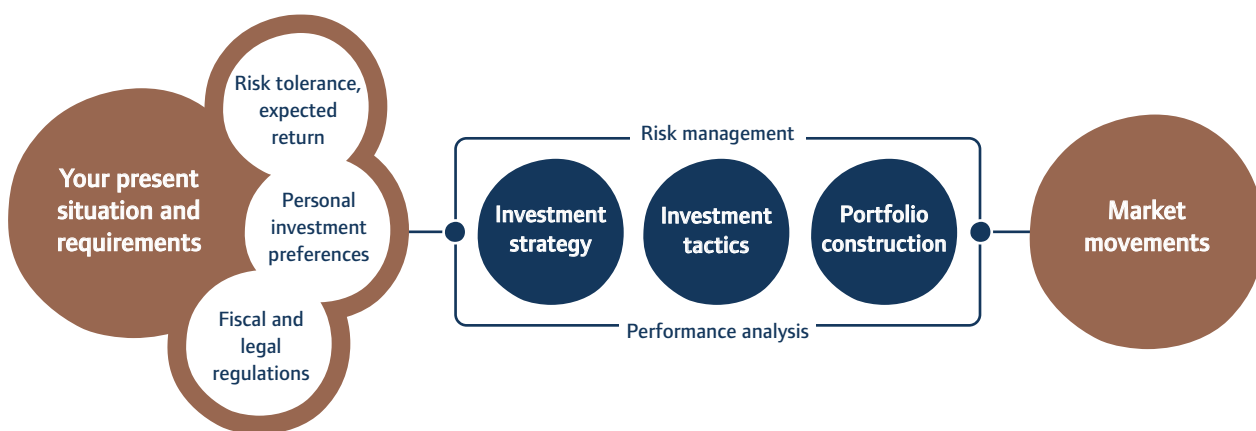 Risk tolerance,
expected
return
Your present
situation and
requirements
Personal
investment
preferences
Fiscal and
legal
regulations
Risk management
Investment
strategy
Investment
tactics
Portfolio
construction
Performance analysis
Market
movements